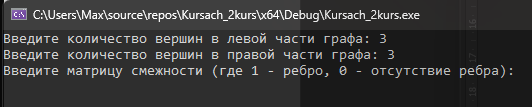 C:\Users\Max\source\repos\Kursach_2kurs\x64\Debug\Kursach_2kurs.exe
Введите количество вершин в левой части графа: 3
Введите количество вершин в правой части графа: 3
Введите матрицу смежности (где 1 - ребро, 0 - отсутствие ребра):